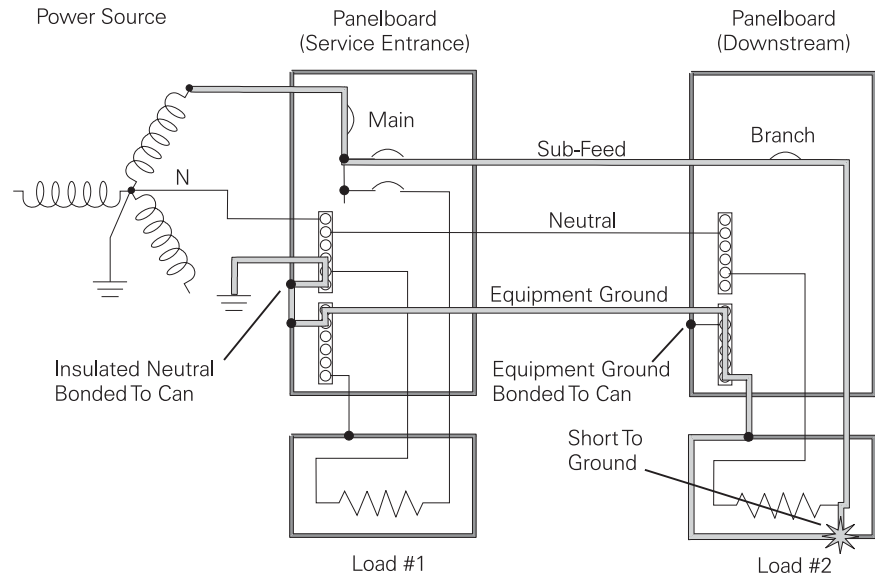 Power Source
Panelboard
(Service Entrance)
Panelboard
(Downstream)
Main
Branch
Sub-Feed
N
Neutral
Equipment Ground
Insulated Neutral
Bonded To Can
Equipment Ground
Bonded To Can
Short To
Ground
Load #1
Load #2